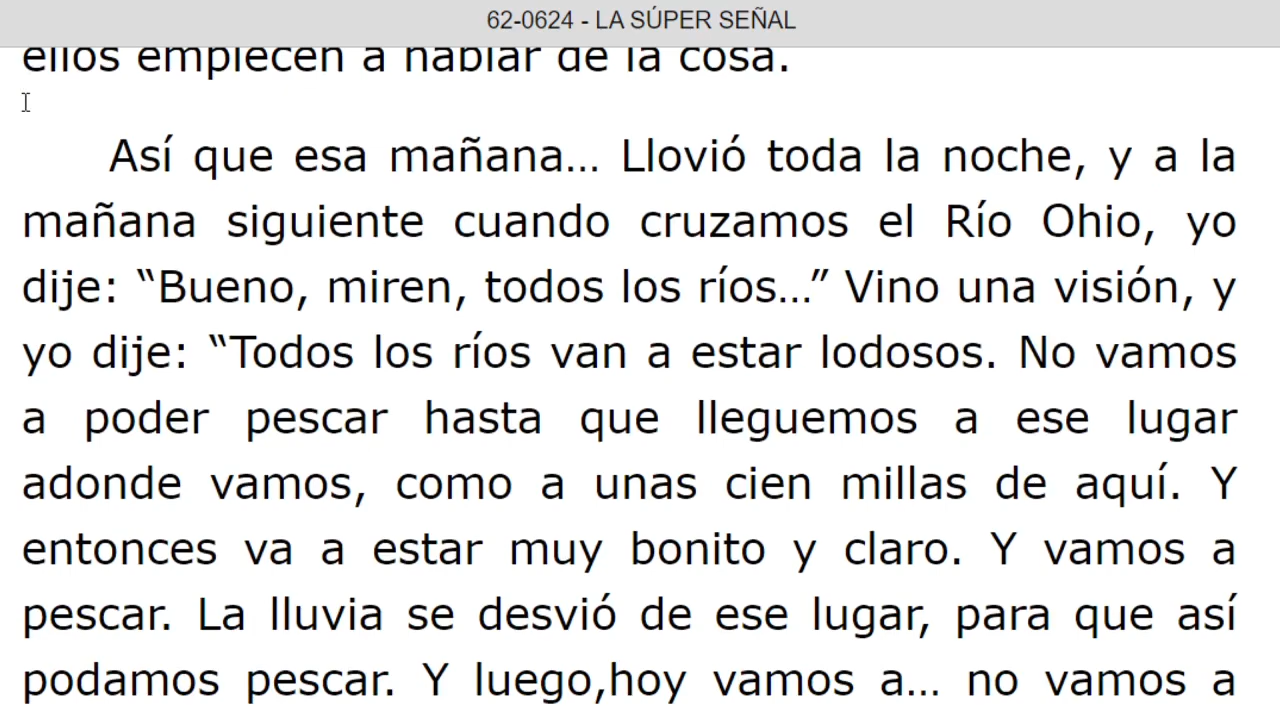 62-0624 - LA SÚPER SEÑAL
ellos empiecen a hablar de la cosa.
Así que esa mañana... Llovió toda la noche, y a la
mañana siguiente cuando cruzamos el Río Ohio, yo
dije: “Bueno, miren, todos los ríos...” Vino una visión, y
yo dije: “Todos los ríos van a estar lodosos. No vamos
a poder pescar hasta que lleguemos a ese lugar
adonde vamos, como a unas cien millas de aquí. Y
entonces va a estar muy bonito y claro. Y vamos a
pescar. La lluvia se desvió de ese lugar, para que así
podamos pescar. Y luego,hoy vamos a... no vamos a